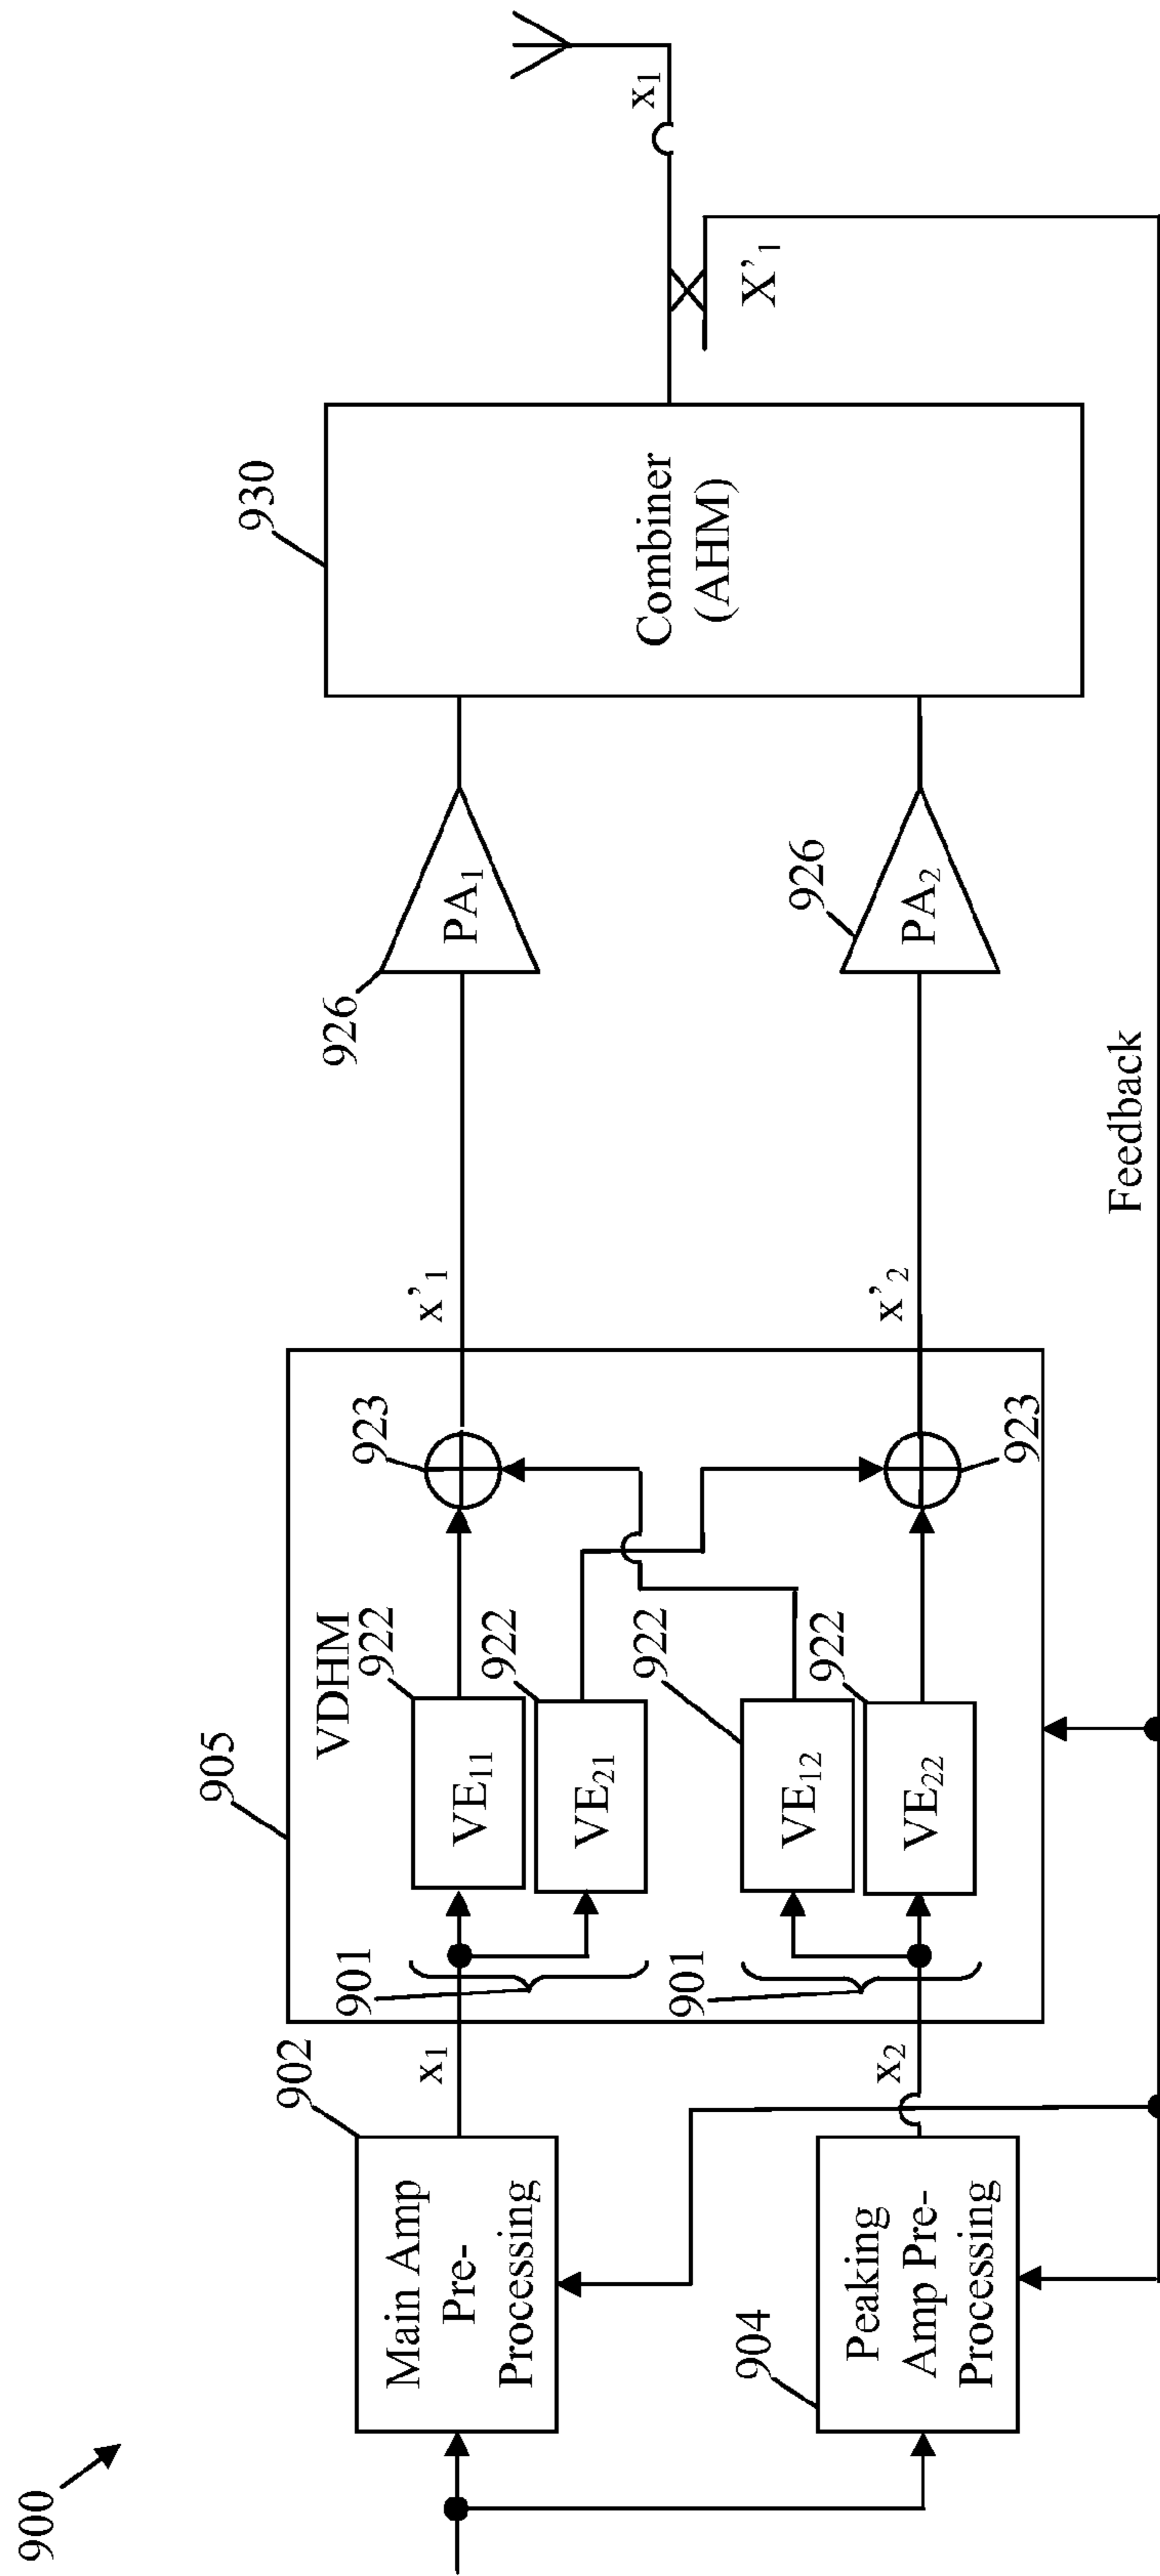 900
902
Main Amp
Pre-
Processing
904
Peaking
Amp Pre-
Processing
x1
x2
905
VDHM
901
901
VE11
922
VE21
922
VE12
922
VE22
922
923
923
x'1
x'2
926
PA1
926
PA2
930
Combiner
(AHM)
X'1
x1
Feedback